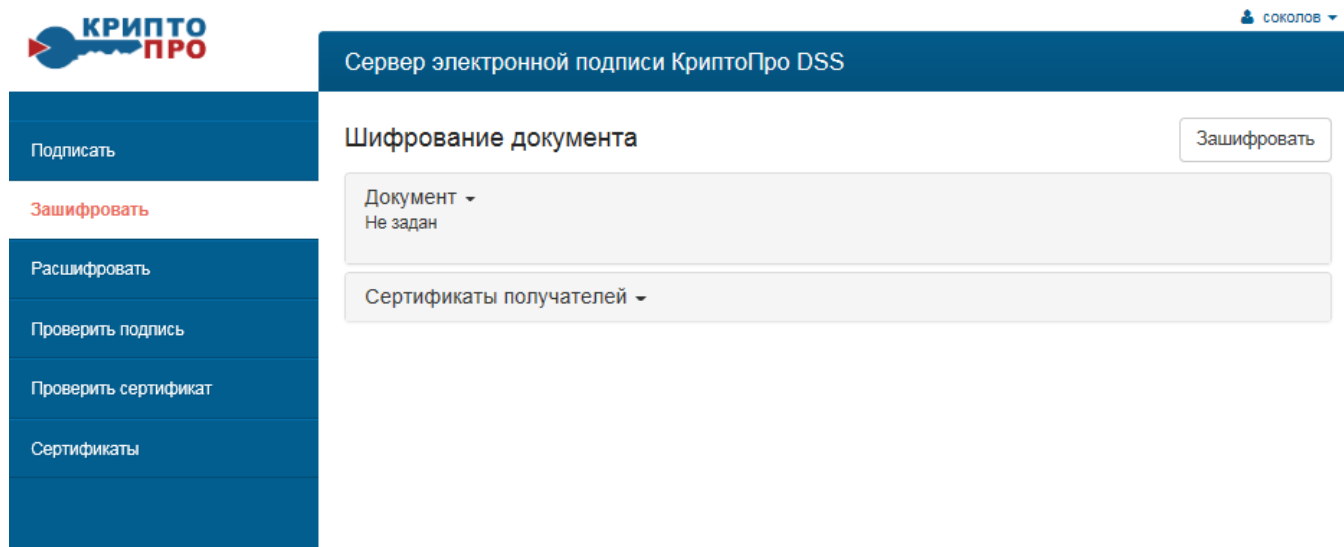 КРИПТО
ПРО
соколов
Сервер электронной подписи КриптоПро DSS
Подписать
Зашифровать
Расшифровать
Проверить подпись
Проверить сертификат
Сертификаты
Шифрование документа
Зашифровать
Документ
Не задан
Сертификаты получателей